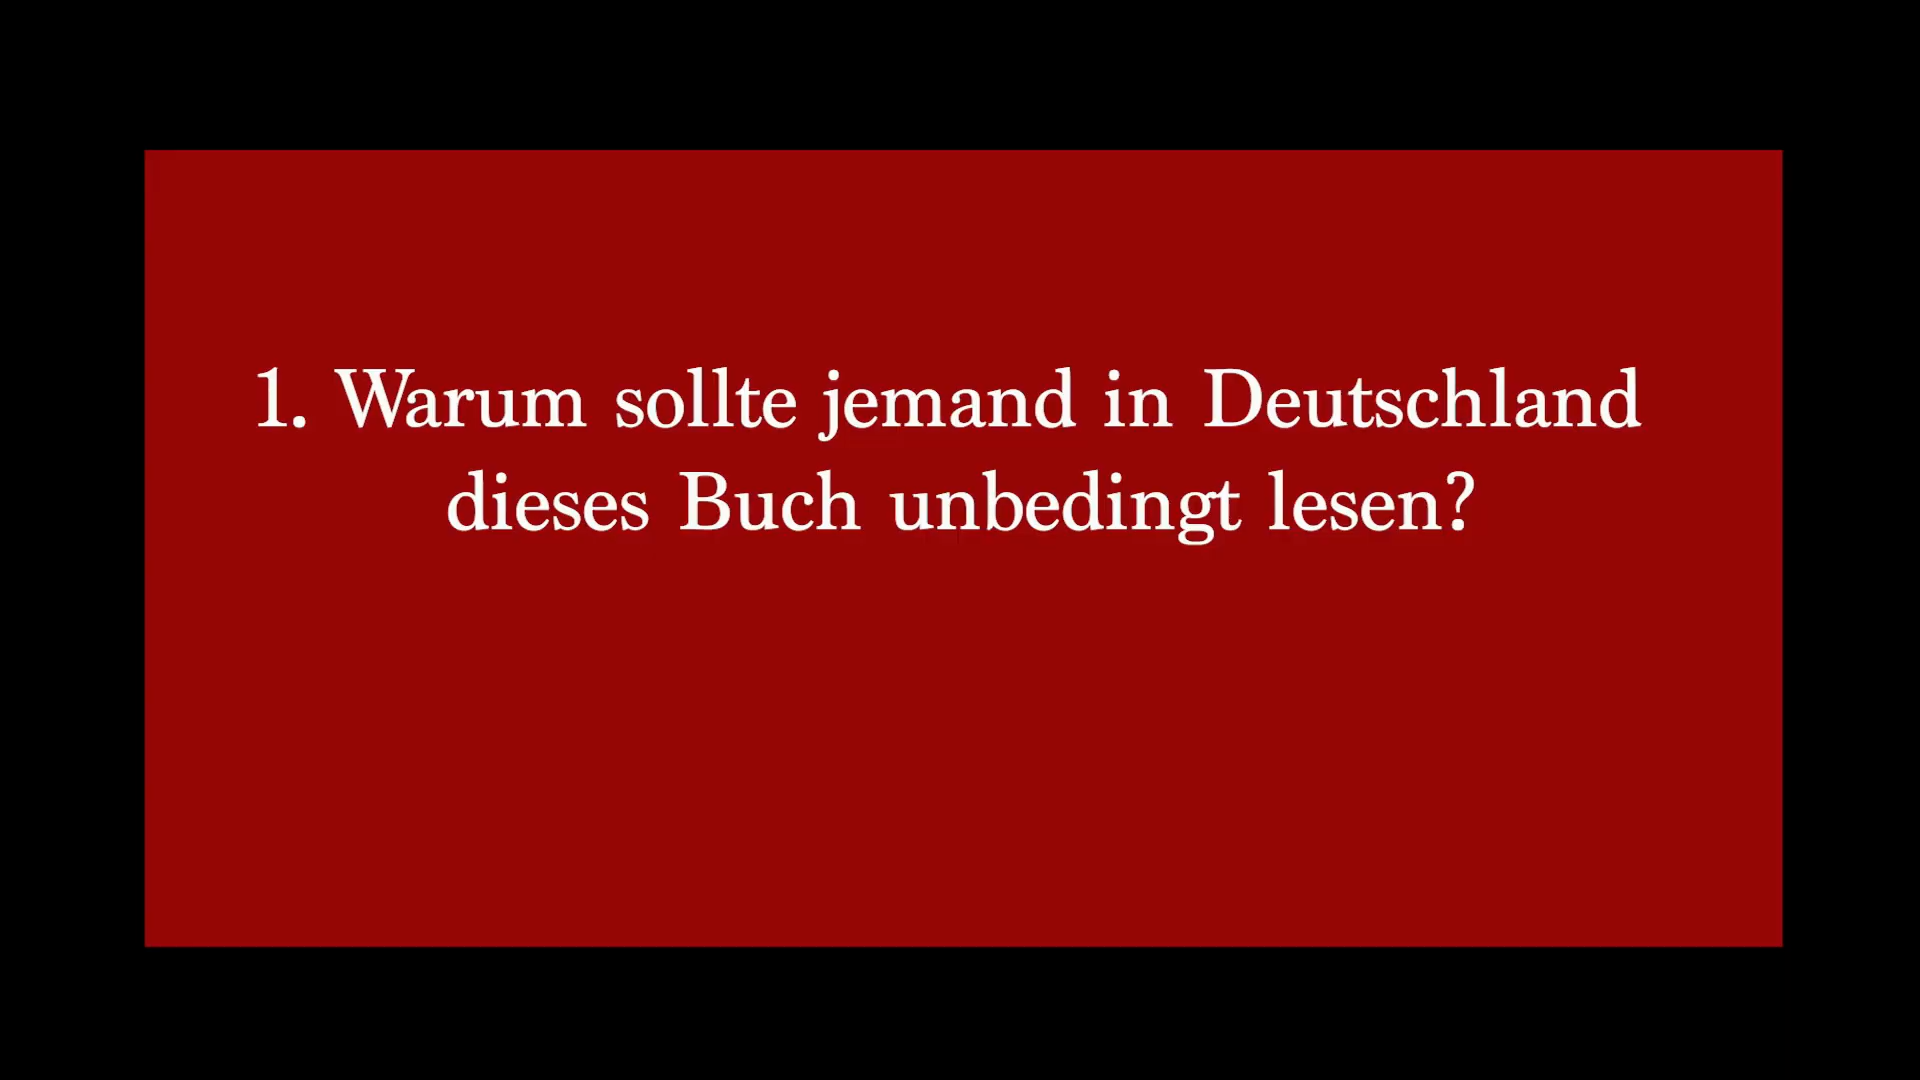 1. Warum sollte jemand in Deutschland
dieses Buch unbedingt lesen?